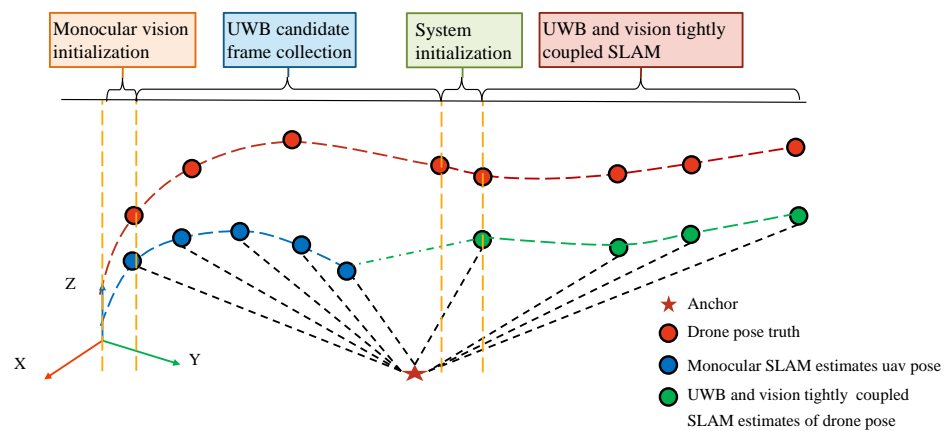 Monocular vision
initialization
UWB candidate
frame collection
System
initialization
UWB and vision tightly
coupled SLAM
Z
X
Y
Anchor
Drone pose truth
Monocular SLAM estimates uav pose
UWB and vision tightly coupled
SLAM estimates of drone pose